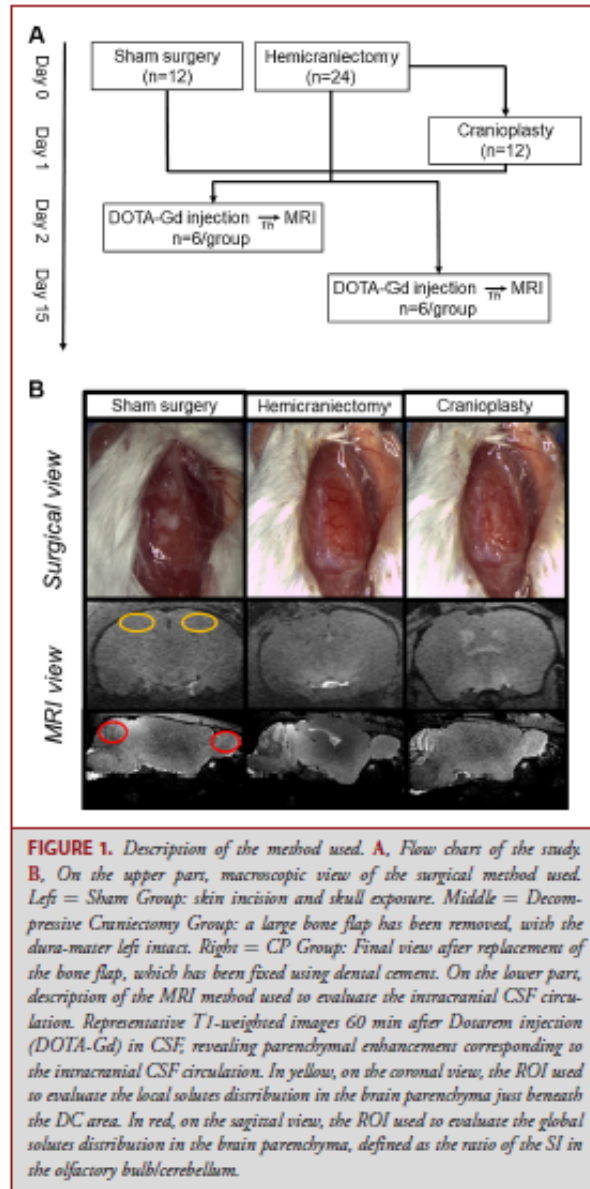 A
Day 0
Day 1
Day 2
Day 15
Sham surgery
(n=12)
Hemicraniectomy
(n=24)
Cranioplasty
(n=12)
DOTA-Gd injection 1h MRI
n=6/group
DOTA-Gd injection 1h MRI
n=6/group
B
Sham surgery
Hemicraniectomy
Cranioplasty
Surgical view
MRI view
FIGURE 1. Description of the method used. A, Flow chart of the study.
B, On the upper part, macroscopic view of the surgical method used.
Left = Sham Group: skin incision and skull exposure. Middle = Decom-
pressive Craniectomy Group: a large bone flap has been removed, with the
dura-mater left intact. Right = CP Group: Final view after replacement of
the bone flap, which has been fixed using dental cement. On the lower part,
description of the MRI method used to evaluate the intracranial CSF circu-
lation. Representative T1-weighted images 60 min after Dotarem injection
(DOTA-Gd) in CSF, revealing parenchymal enhancement corresponding to
the intracranial CSF circulation. In yellow, on the coronal view, the ROI used
to evaluate the local solutes distribution in the brain parenchyma just beneath
the DC area. In red, on the sagittal view, the ROI used to evaluate the global
solutes distribution in the brain parenchyma, defined as the ratio of the SI in
the olfactory bulb/cerebellum.